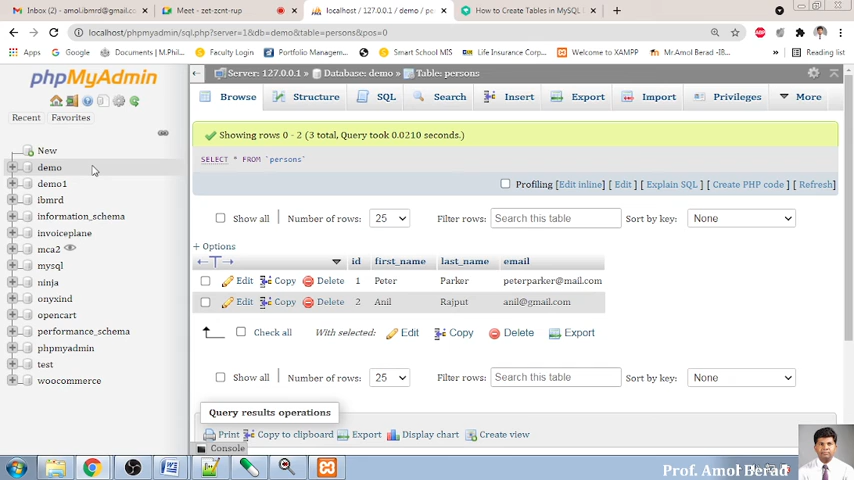 Inbox (2) - amol.ibmrd@gmail.co
Meet - zet-zcnt-rup
localhost / 127.0.0.1 / demo / pe
How to Create Tables in MySQL
localhost/phpmyadmin/sql.php?server=1&db=demo&table=persons&pos=0
Apps
Google
Documents (M.Phil...
Faculty Login
Portfolio Managem...
Smart School MIS
Life Insurance Corp...
Welcome to XAMPP
Mr.Amol Berad
Reading list
phpMyAdmin
Recent
Favorites
New
demo
demo1
ibmrd
information_schema
invoiceplane
mca2
mysql
ninja
onyxind
opencart
performance_schema
phpmyadmin
test
woocommerce
Server: 127.0.0.1 » Database: demo » Table: persons
Browse Structure SQL Search Insert Export Import Privileges More
Showing rows 0 - 2 (3 total, Query took 0.0210 seconds.)
SELECT * FROM `persons`
Profiling [Edit inline] [ Edit ] [ Explain SQL ] [ Create PHP code ] [ Refresh]
Show all Number of rows: 25 Filter rows: Search this table Sort by key: None
+ Options
id first_name last_name email
Edit Copy Delete 1 Peter Parker peterparker@mail.com
Edit Copy Delete 2 Anil Rajput anil@gmail.com
Check all With selected: Edit Copy Delete Export
Show all Number of rows: 25 Filter rows: Search this table Sort by key: None
Query results operations
Print Copy to clipboard Export Display chart Create view
Console
Prof. Amol Berad